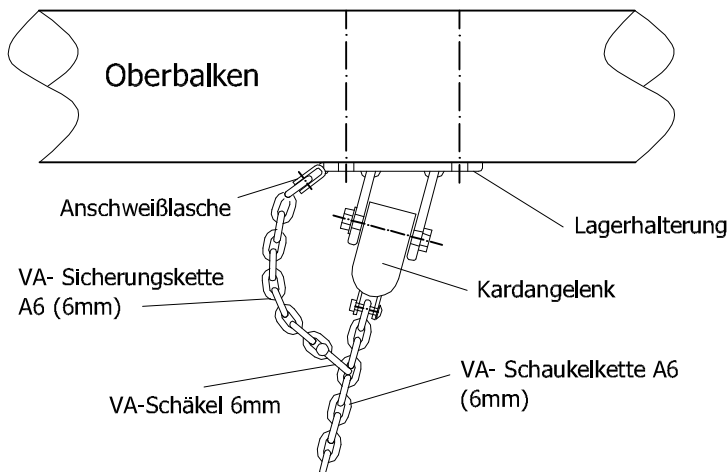 Oberbalken
Anschweißlasche
Lagerhalterung
VA- Sicherungskette
A6 (6mm)
Kardangelenk
VA-Schäkel 6mm
VA- Schaukelkette A6
(6mm)